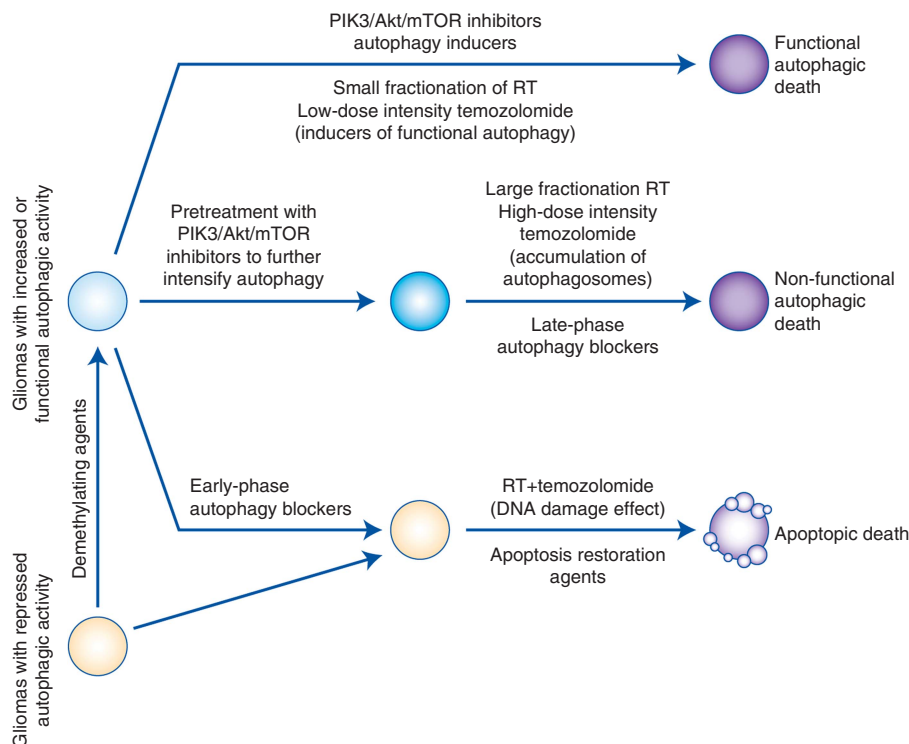 PIK3/Akt/mTOR inhibitors
autophagy inducers
Small fractionation of RT
Low-dose intensity temozolomide
(inducers of functional autophagy)
Functional
autophagic
death
Gliomas with increased or
functional autophagic activity
Pretreatment with
PIK3/Akt/mTOR
inhibitors to further
intensify autophagy
Large fractionation RT
High-dose intensity
temozolomide
(accumulation of
autophagosomes)
Late-phase
autophagy blockers
Non-functional
autophagic
death
Demethylating agents
Early-phase
autophagy blockers
RT+temozolomide
(DNA damage effect)
Apoptosis restoration
agents
Apoptopic death
Gliomas with repressed
autophagic activity